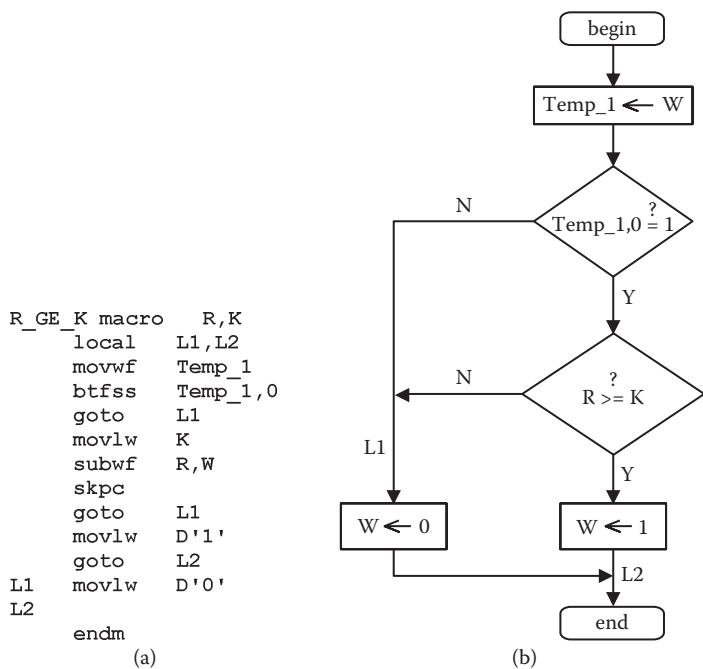 R_GE_K macro R,K
local L1,L2
movwf Temp_1
btfss Temp_1,0
goto L1
movlw K
subwf R,W
skpc
goto L1
movlw D'1'
goto L2
L1 movlw D'0'
L2
endm
(a)
begin
Temp_1 ← W
?
Temp_1,0 = 1
N
Y
?
R >= K
N
Y
L1
W ← 0
W ← 1
L2
end
(b)